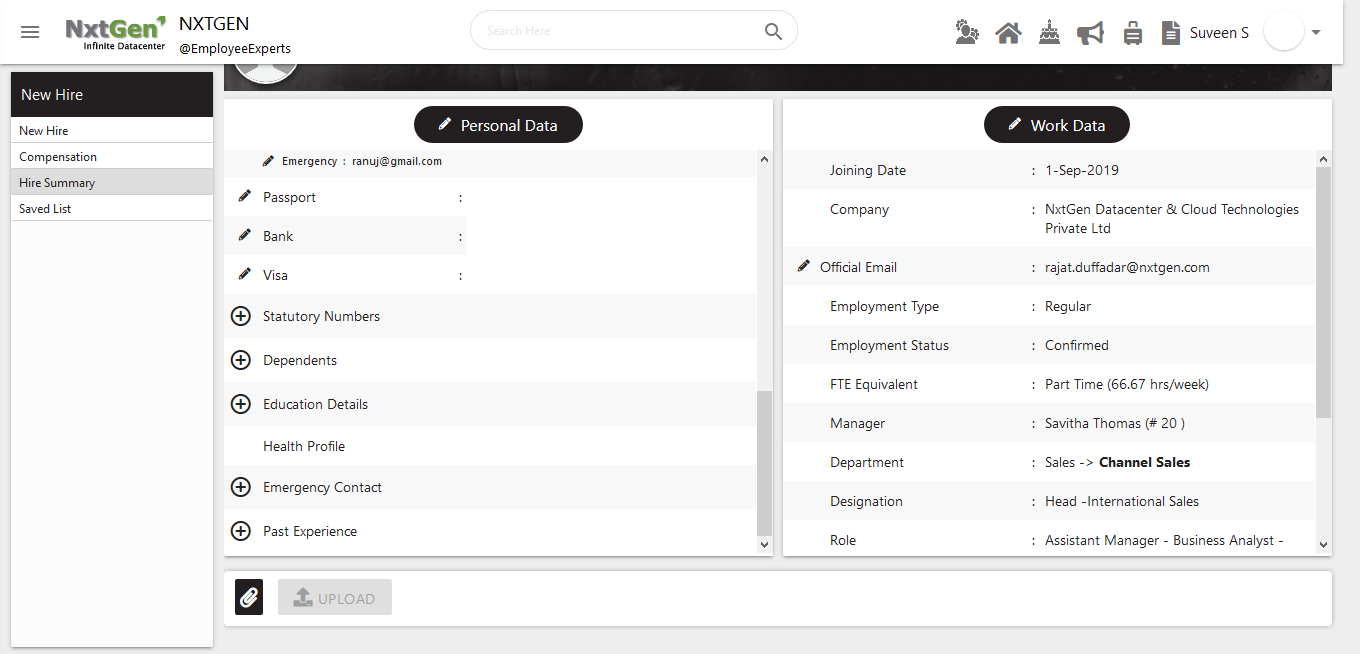 NxtGen
Infinite Datacenter
NXTGEN
@EmployeeExperts
Search Here
Suveen S
New Hire
New Hire
Compensation
Hire Summary
Saved List
Personal Data
Emergency : ranuj@gmail.com
Passport :
Bank :
Visa :
Statutory Numbers
Dependents
Education Details
Health Profile
Emergency Contact
Past Experience
Work Data
Joining Date : 1-Sep-2019
Company : NxtGen Datacenter & Cloud Technologies
Private Ltd
Official Email : rajat.duffadar@nxtgen.com
Employment Type : Regular
Employment Status : Confirmed
FTE Equivalent : Part Time (66.67 hrs/week)
Manager : Savitha Thomas (# 20 )
Department : Sales -> Channel Sales
Designation : Head -International Sales
Role : Assistant Manager - Business Analyst -
UPLOAD